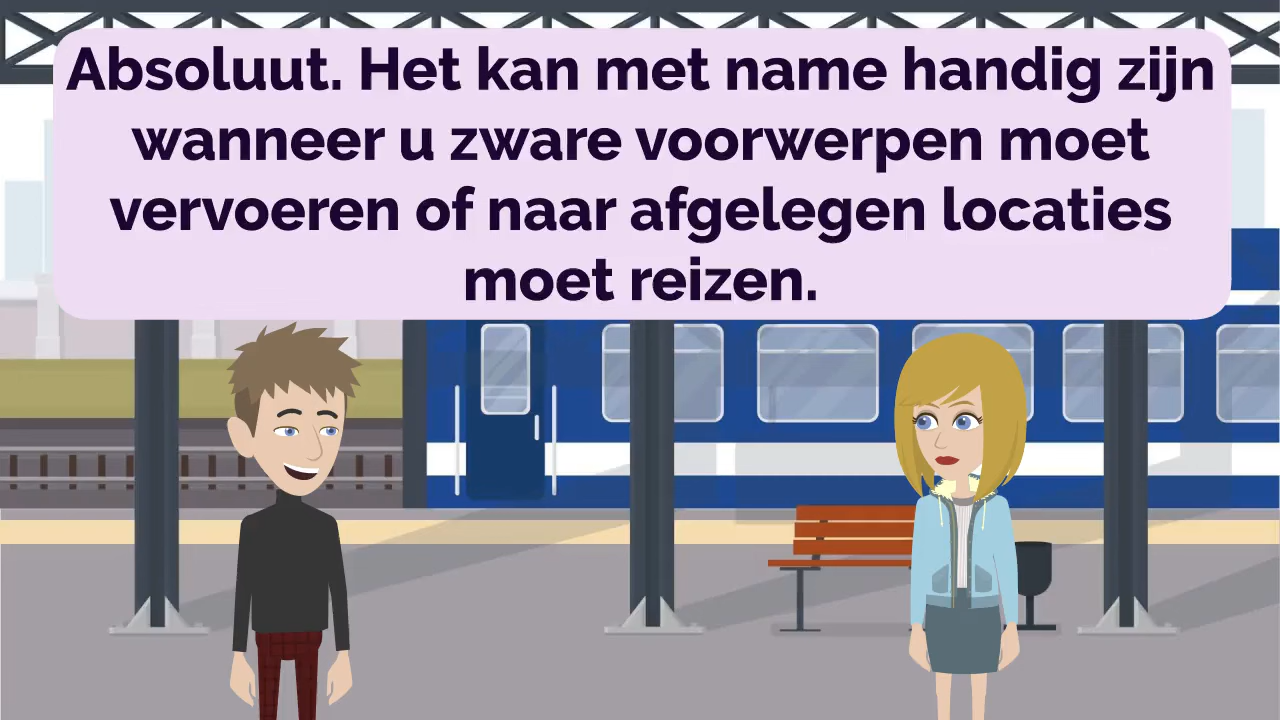 Absoluut. Het kan met name handig zijn
wanneer u zware voorwerpen moet
vervoeren of naar afgelegen locaties
moet reizen.